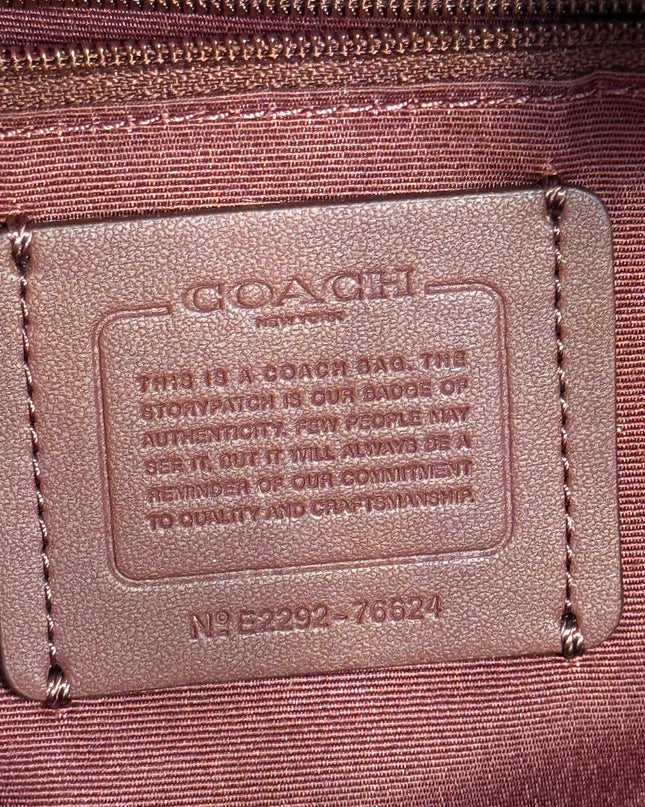 COACH
NEW YORK
THIS IS A COACH BAG. THE
STORYPATCH IS OUR BADGE OF
AUTHENTICITY. FEW PEOPLE MAY
SEE IT, BUT IT WILL ALWAYS BE A
REMINDER OF OUR COMMITMENT
TO QUALITY AND CRAFTSMANSHIP.
Nº E2292-76624